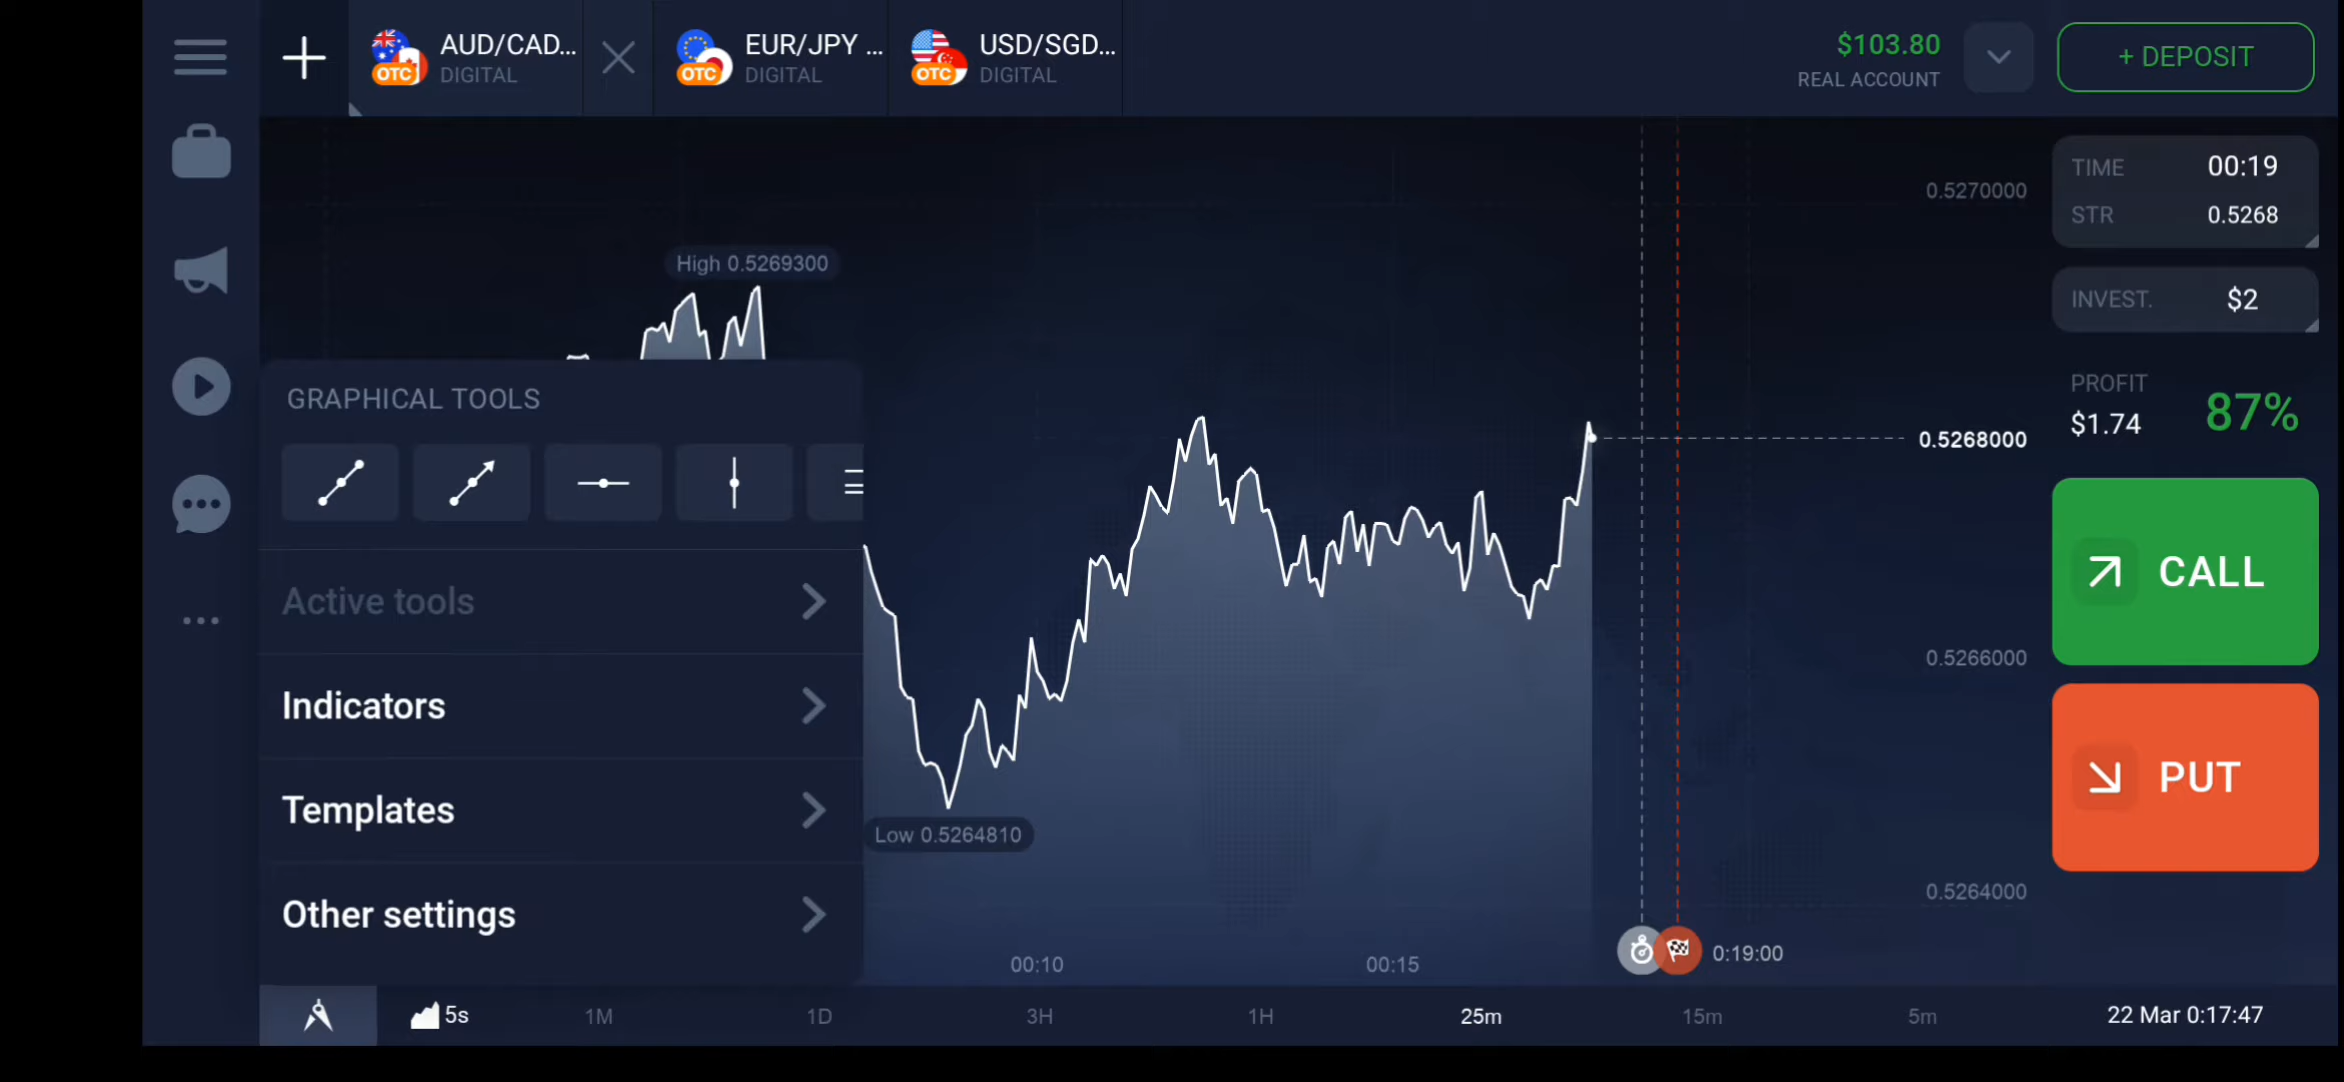 AUD/CAD...
DIGITAL
OTC
EUR/JPY ...
DIGITAL
OTC
USD/SGD...
DIGITAL
OTC
$103.80
REAL ACCOUNT
+ DEPOSIT
TIME 00:19
STR 0.5268
INVEST. $2
PROFIT
$1.74
87%
CALL
PUT
0.5270000
0.5268000
0.5266000
0.5264000
High 0.5269300
Low 0.5264810
GRAPHICAL TOOLS
Active tools
Indicators
Templates
Other settings
00:10
00:15
0:19:00
5s
1M
1D
3H
1H
25m
15m
5m
22 Mar 0:17:47